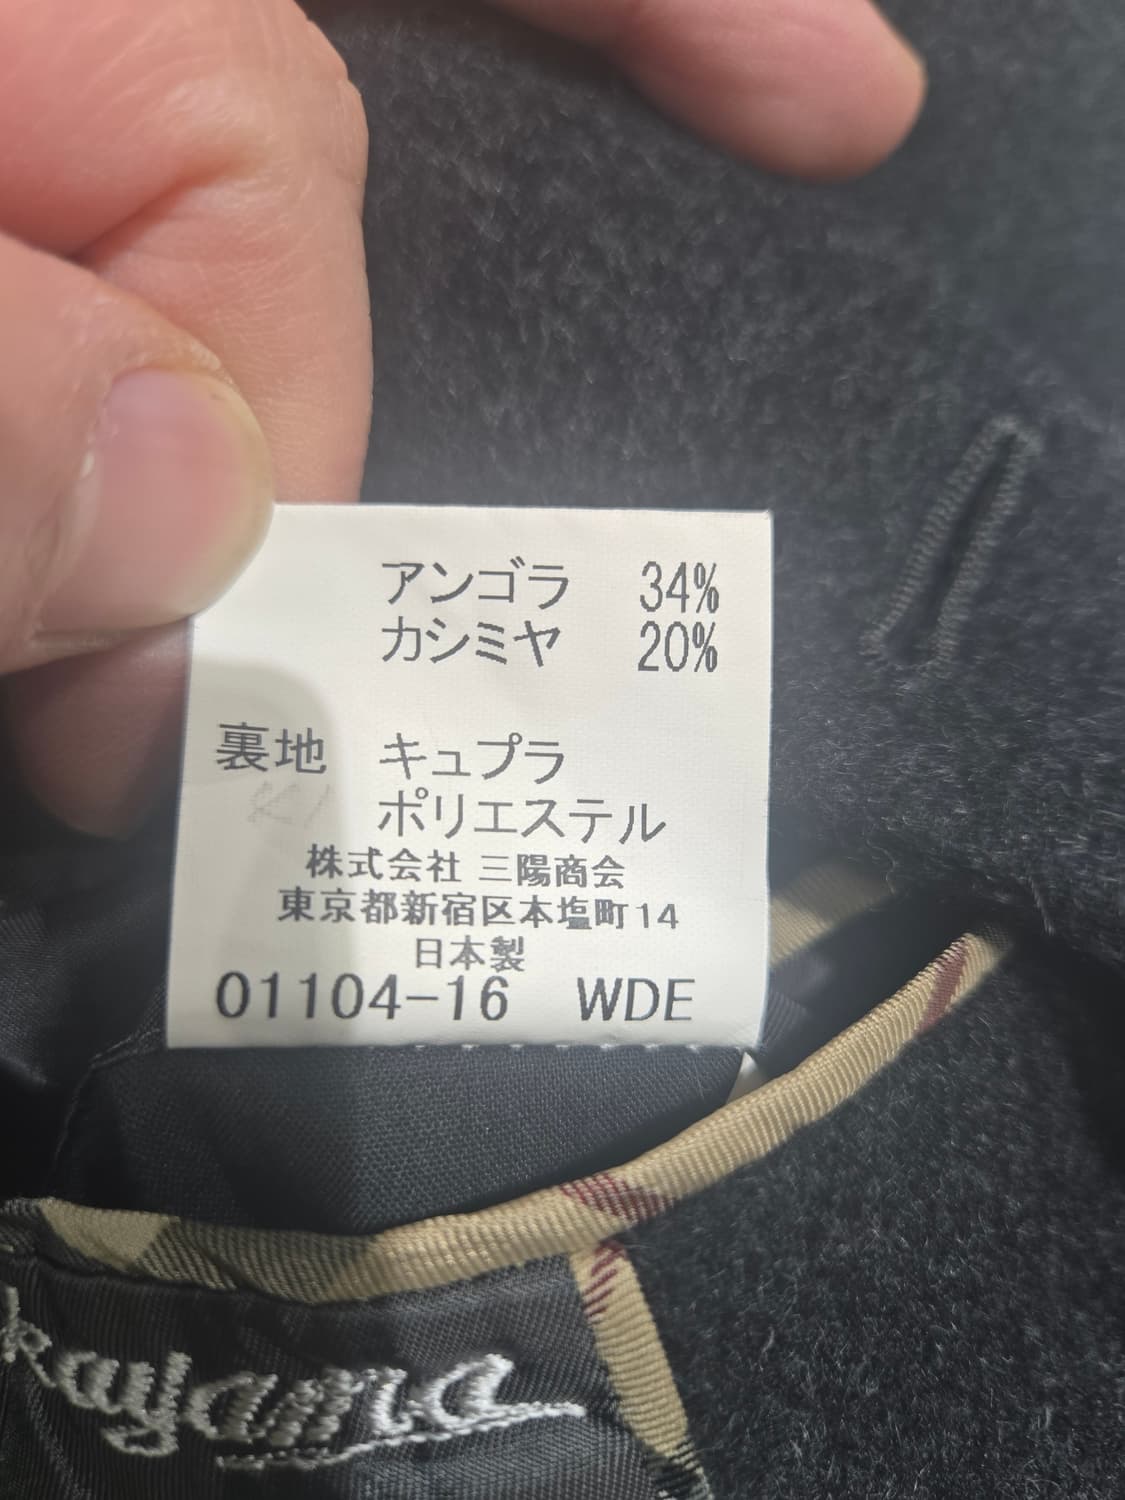 アンゴラ 34%
カシミヤ 20%
裏地 キュプラ
ポリエステル
株式会社 三陽商会
東京都新宿区本塩町14
日本製
01104-16 WDE
kayama